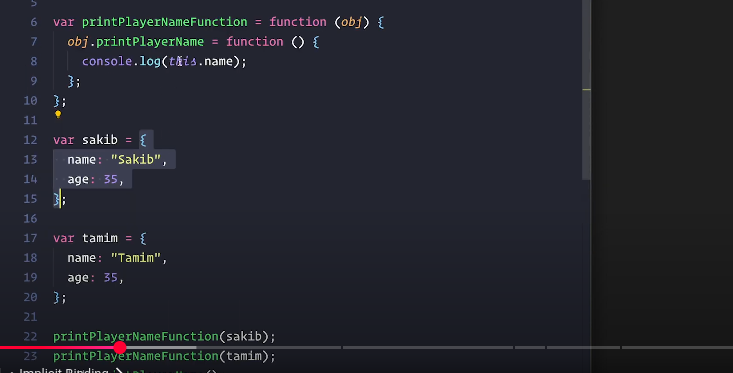 5
6 var printPlayerNameFunction = function (obj) {
7 obj.printPlayerName = function () {
8 console.log(this.name);
9 };
10 };
11
12 var sakib = {
13 name: "Sakib",
14 age: 35,
15 };
16
17 var tamim = {
18 name: "Tamim",
19 age: 35,
20 };
21
22 printPlayerNameFunction(sakib);
23 printPlayerNameFunction(tamim);
Implicit Binding